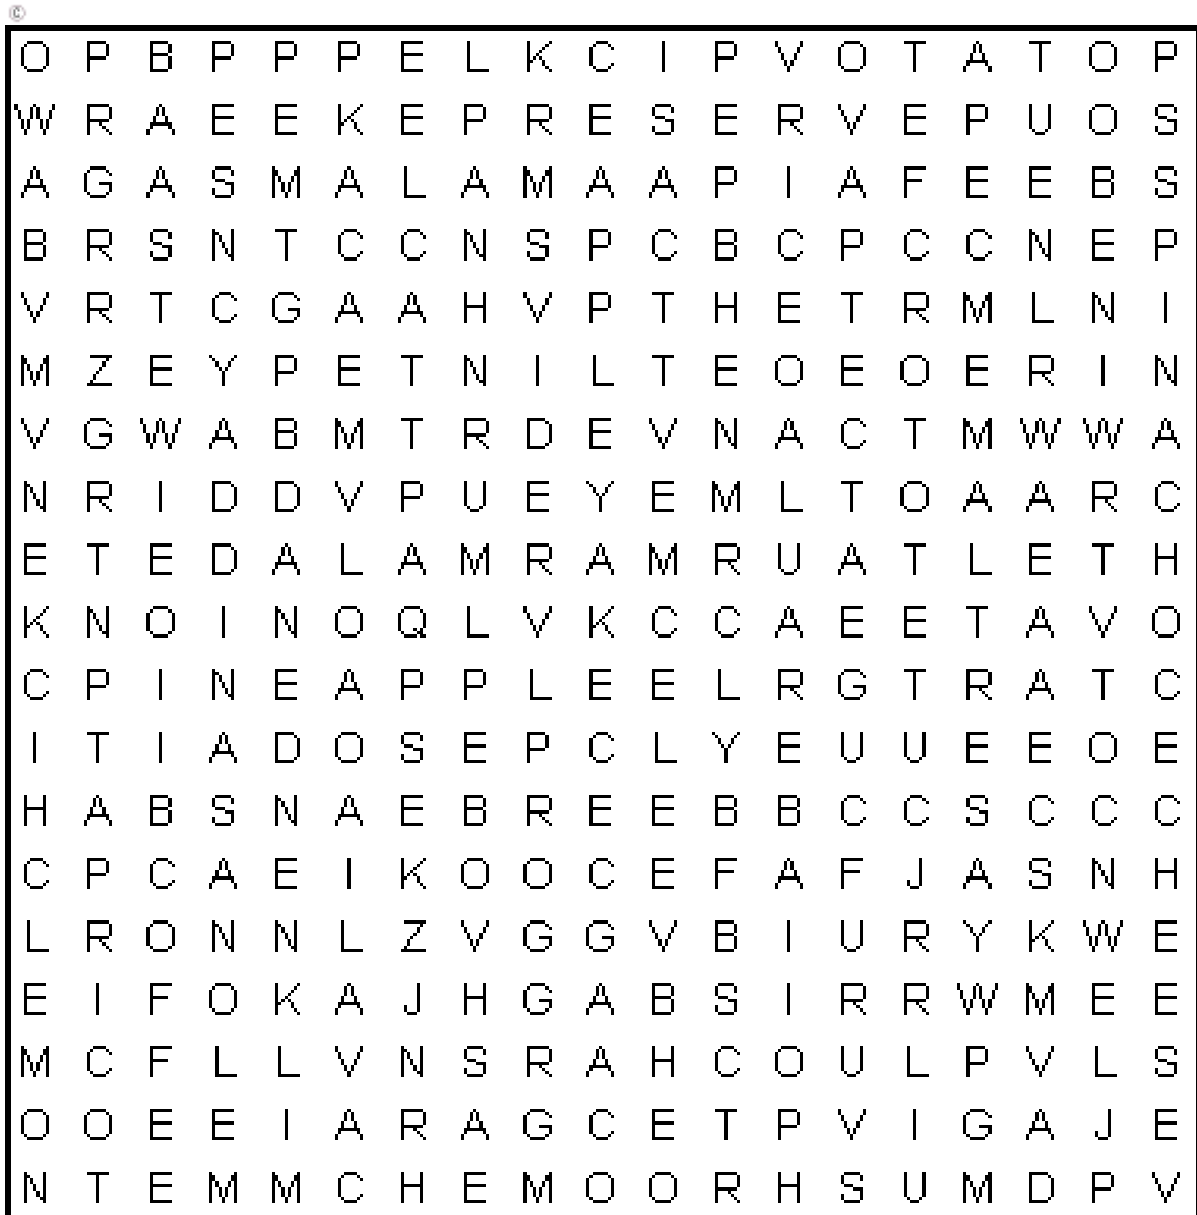 ©
O P B P P P E L K C I P V O T A T O P
W R A E E K E P R E S E R V E P U O S
A G A S M A L A M A A P I A F E E B S
B R S N T C C N S P C B C P C C N E P
V R T C G A A H V P T H E T R M L N I
M Z E Y P E T N I L T E O E O E R I N
V G W A B M T R D E V N A C T M W W A
N R I D D V P U E Y E M L T O A A R C
E T E D A L A M R A M R U A T L E T H
K N O I N O Q L V K C C A E E T A V O
C P I N E A P P L E E L R G T R A T C
I T I A D O S E P C L Y E U U E E O E
H A B S N A E B R E E B B C C S C C C
C P C A E I K O O C E F A F J A S N H
L R O N N L Z V G G V B I U R Y K W E
E I F O K A J H G A B S I R R W M E E
M C F L L V N S R A H C O U L P V L S
O O E E I A R A G C E T P V I G A J E
N T E M M C H E M O O R H S U M D P V